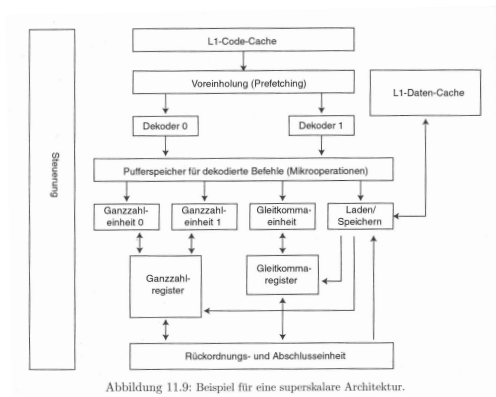 L1-Code-Cache
Voreinholung (Prefetching)
L1-Daten-Cache
Dekoder 0
Dekoder 1
Steuerung
Pufferspeicher für dekodierte Befehle (Mikrooperationen)
Ganzzahl-
einheit 0
Ganzzahl-
einheit 1
Gleitkomma-
einheit
Laden/
Speichern
Ganzzahl-
register
Gleitkomma-
register
Rückordnungs- und Abschlusseinheit
Abbildung 11.9: Beispiel für eine superskalare Architektur.